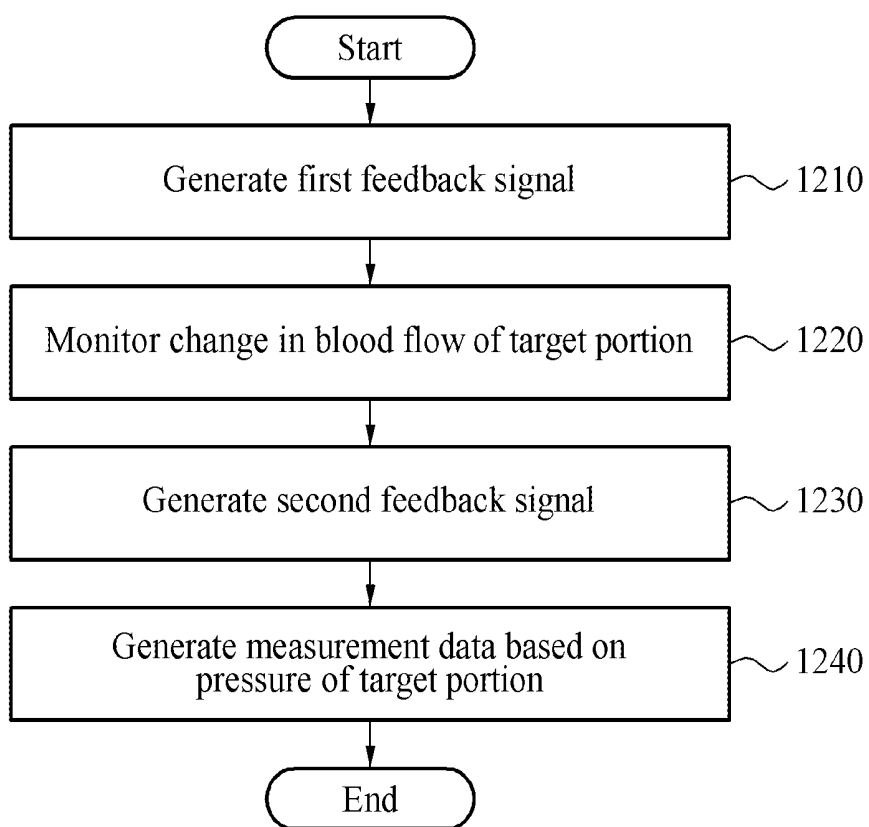 Start
Generate first feedback signal
1210
Monitor change in blood flow of target portion
1220
Generate second feedback signal
1230
Generate measurement data based on
pressure of target portion
1240
End